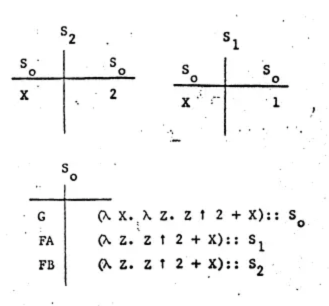 S2
S1
So So
So So
X 2
X 1 ,
So
G (λ X. λ Z. Z ↑ 2 + X):: So
FA (λ Z. Z ↑ 2 + X):: S1
FB (λ Z. Z ↑ 2 + X):: S2